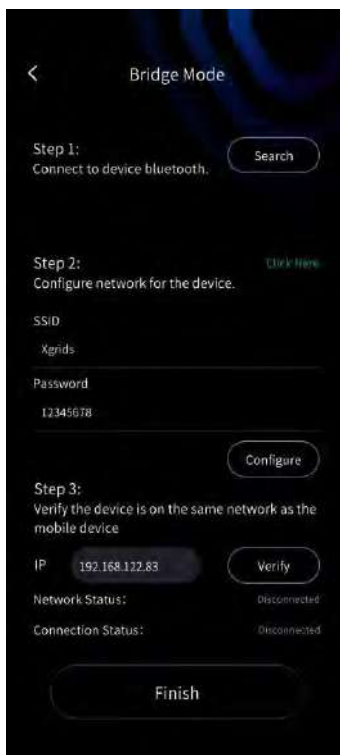 Bridge Mode
Step 1:
Connect to device bluetooth.
Search
Step 2:
Click Here
Configure network for the device.
SSID
Xgrids
Password
12345678
Configure
Step 3:
Verify the device is on the same network as the
mobile device
IP
192.168.122.83
Verify
Network Status:
Disconnected
Connection Status:
Disconnected
Finish